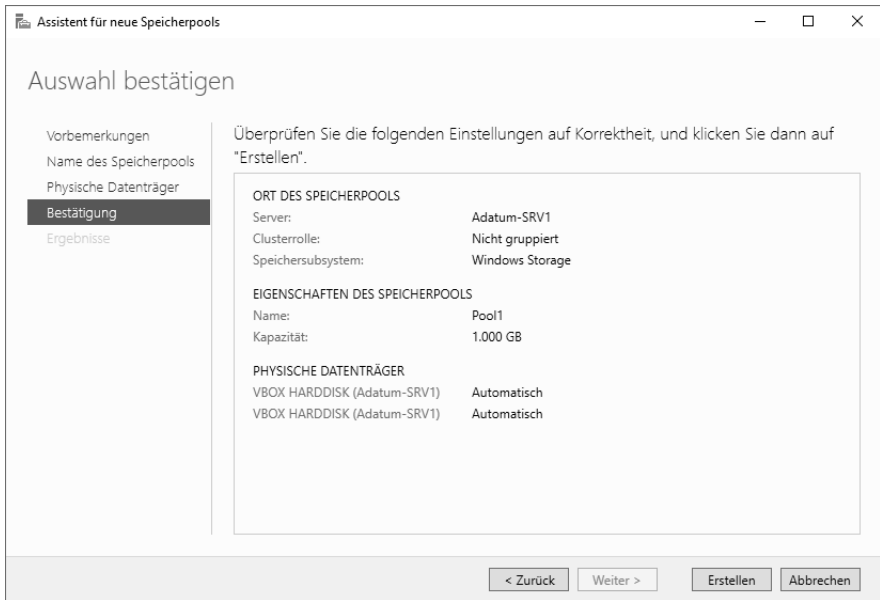 Assistent für neue Speicherpools
Auswahl bestätigen
Vorbemerkungen
Name des Speicherpools
Physische Datenträger
Bestätigung
Ergebnisse
Überprüfen Sie die folgenden Einstellungen auf Korrektheit, und klicken Sie dann auf
"Erstellen".
ORT DES SPEICHERPOOLS
Server: Adatum-SRV1
Clusterrolle: Nicht gruppiert
Speichersubsystem: Windows Storage
EIGENSCHAFTEN DES SPEICHERPOOLS
Name: Pool1
Kapazität: 1.000 GB
PHYSISCHE DATENTRÄGER
VBOX HARDDISK (Adatum-SRV1) Automatisch
VBOX HARDDISK (Adatum-SRV1) Automatisch
< Zurück Weiter > Erstellen Abbrechen